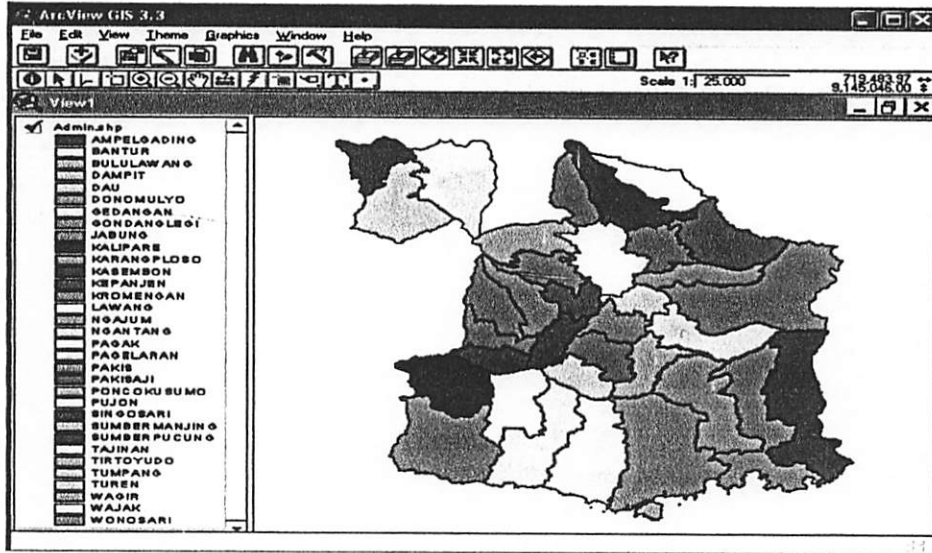 ArcView GIS 3.3
File Edit View Theme Graphics Window Help
Scale 1: 25.000
719,493.97
9,145,046.00
View1
Admin.shp
AMPELGADING
BANTUR
BULULAWANG
DAMPIT
DAU
DONOMULYO
GEDANGAN
GONDANGLEGI
JABUNG
KALIPARE
KARANGPLOSO
KASEMBON
KEPANJEN
KROMENGAN
LAWANG
NGAJUM
NGANTANG
PAGAK
PAGELARAN
PAKIS
PAKISAJI
PONCOKUSUMO
PUJON
SINGOSARI
SUMBERMANJING
SUMBERPUCUNG
TAJINAN
TIRTOYUDO
TUMPANG
TUREN
WAGIR
WAJAK
WONOSARI